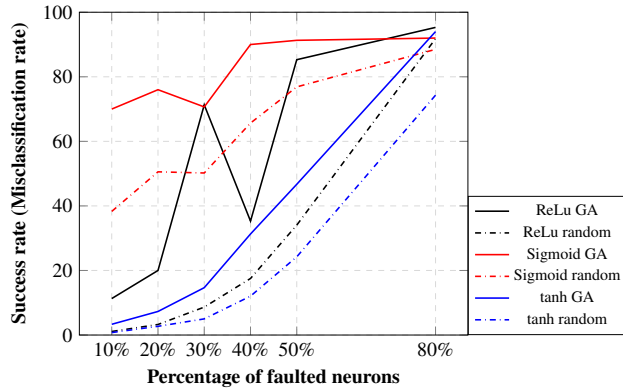 Success rate (Misclassification rate)
100
80
60
40
20
0
10% 20% 30% 40% 50% 80%
Percentage of faulted neurons
ReLu GA
ReLu random
Sigmoid GA
Sigmoid random
tanh GA
tanh random